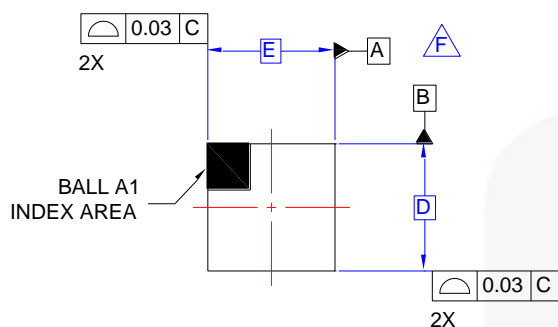 0.03 C
2X
E
A
F
B
BALL A1
INDEX AREA
D
0.03 C
2X